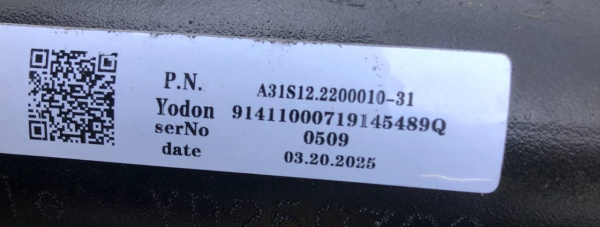 P.N. A31S12.2200010-31
Yodon 91411000719145489Q
serNo 0509
date 03.20.2025